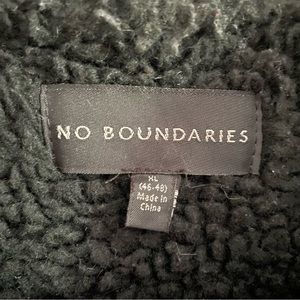 NO BOUNDARIES
XL
(46-48)
Made in
China